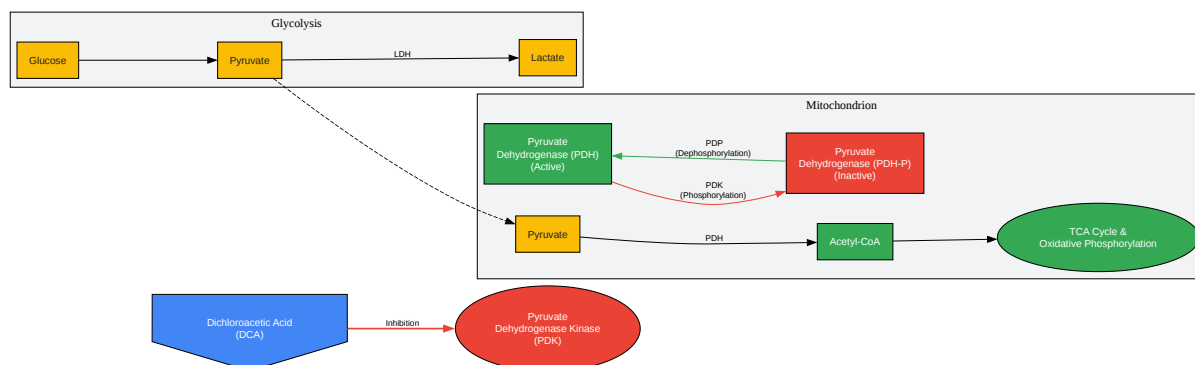 Glycolysis
Glucose
Pyruvate
LDH
Lactate
Mitochondrion
Pyruvate
Dehydrogenase (PDH)
(Active)
PDP
(Dephosphorylation)
PDK
(Phosphorylation)
Pyruvate
Dehydrogenase (PDH-P)
(Inactive)
Pyruvate
PDH
Acetyl-CoA
TCA Cycle &
Oxidative Phosphorylation
Dichloroacetic Acid
(DCA)
Inhibition
Pyruvate
Dehydrogenase Kinase
(PDK)